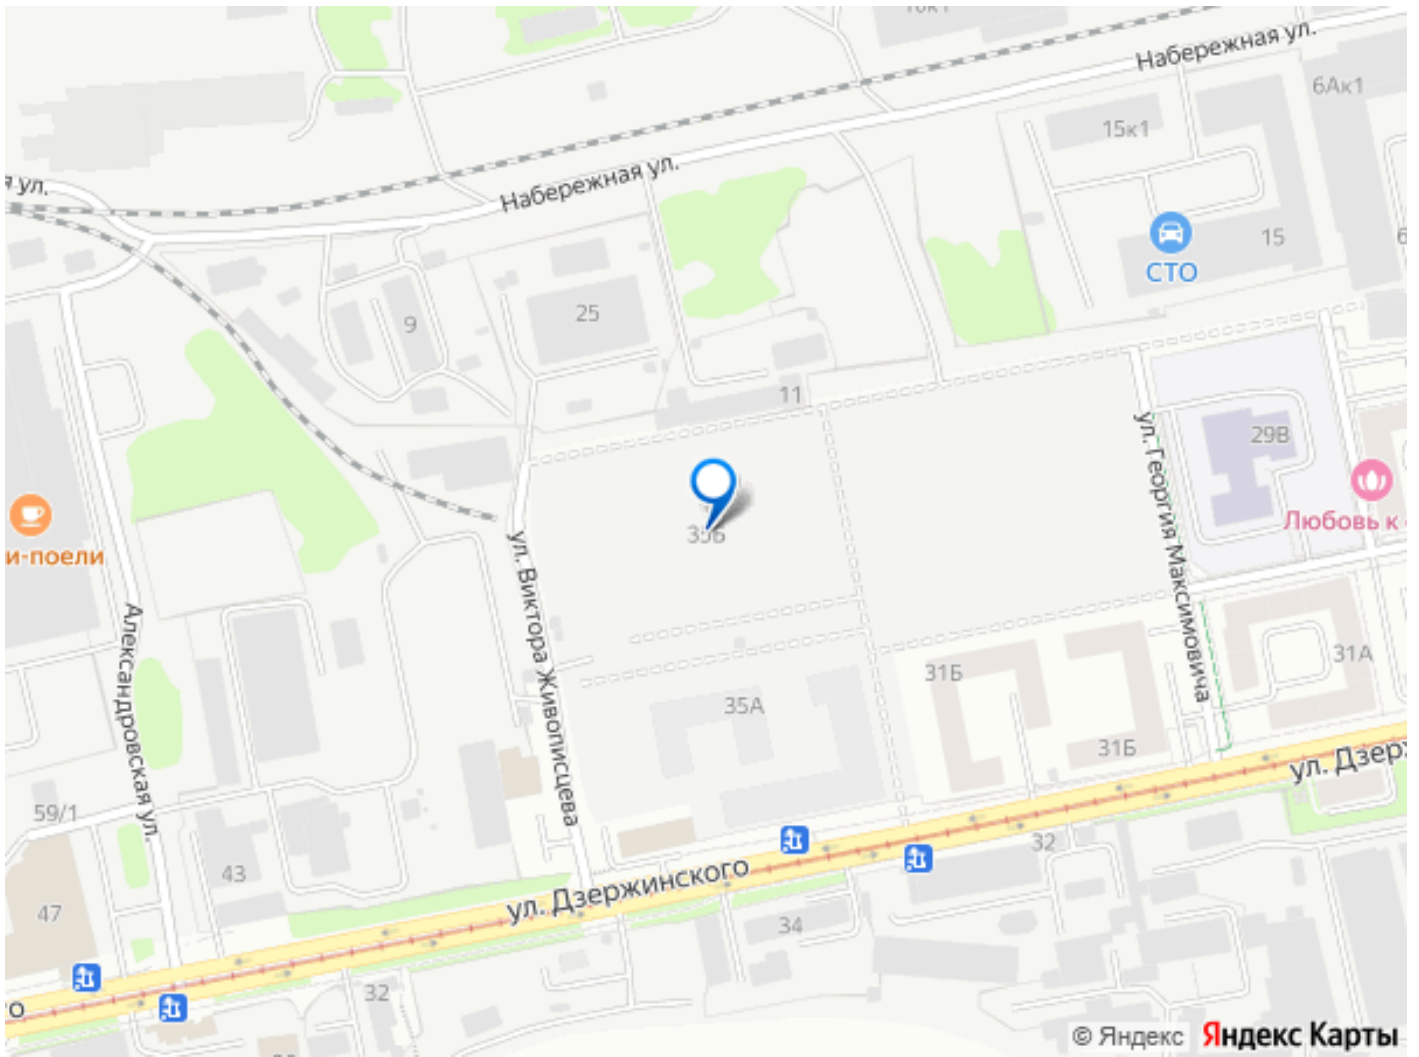 Набережная ул.
6Ак1
15к1
Набережная ул.
я ул.
15
СТО
25
9
11
29В
35Б
Любовь к
и-поели
ул. Георгия Максимовича
ул. Виктора Живописцева
Александровская ул.
31Б
31А
35А
31Б
ул. Дзерж
59/1
32
43
ул. Дзержинского
47
34
32
го
© Яндекс Яндекс Карты